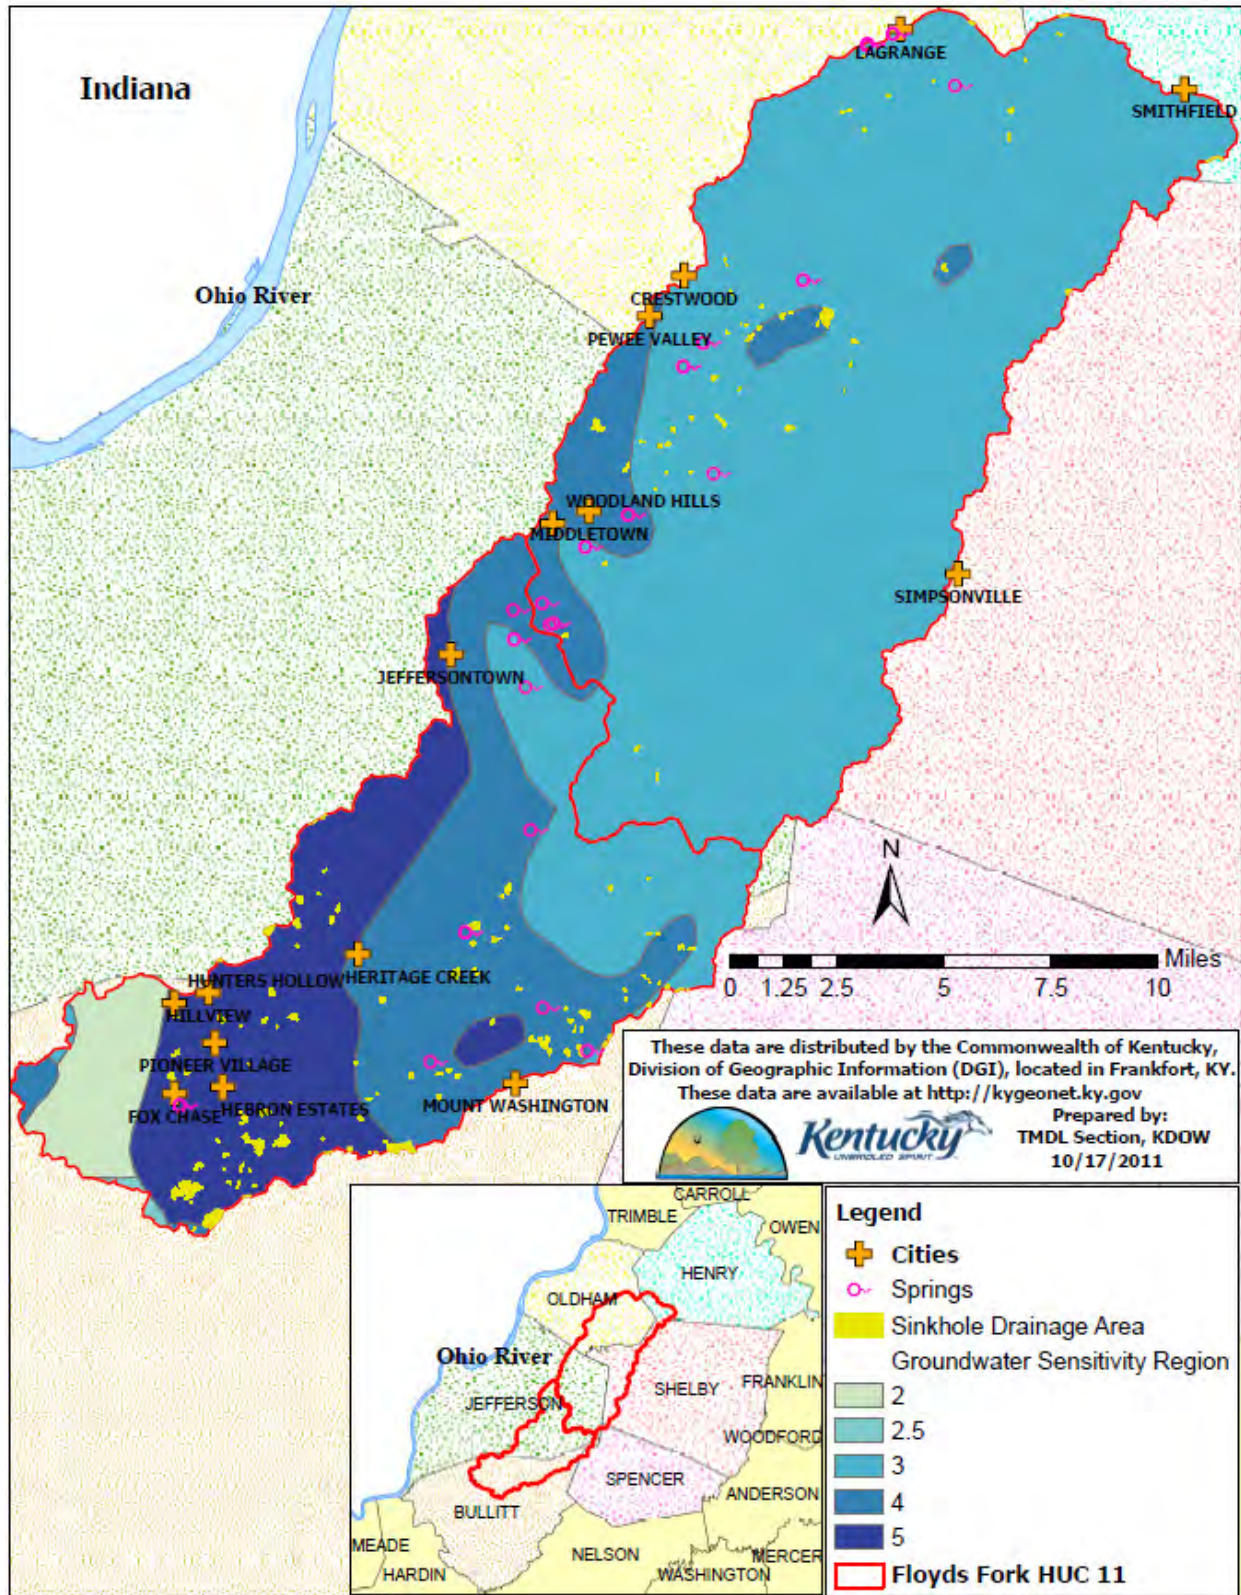 Indiana
LAGRANGE
SMITHFIELD
Ohio River
CRESTWOOD
PEWEE VALLEY
WOODLAND HILLS
MIDDLETOWN
SIMPSONVILLE
JEFFERSONTOWN
N
Miles
0 1.25 2.5 5 7.5 10
HUNTERS HOLLOW
HERITAGE CREEK
HILLVIEW
PIONEER VILLAGE
FOX CHASE
HEBRON ESTATES
MOUNT WASHINGTON
These data are distributed by the Commonwealth of Kentucky,
Division of Geographic Information (DGI), located in Frankfort, KY.
These data are available at http://kygeonet.ky.gov
Kentucky
UNBRIDLED SPIRIT
Prepared by:
TMDL Section, KDOW
10/17/2011
CARROLL
TRIMBLE
OWEN
HENRY
OLDHAM
Ohio River
SHELBY
FRANKLIN
JEFFERSON
WOODFORD
SPENCER
ANDERSON
BULLITT
MEADE
NELSON
MERCER
HARDIN
WASHINGTON
Legend
Cities
Springs
Sinkhole Drainage Area
Groundwater Sensitivity Region
2
2.5
3
4
5
Floyds Fork HUC 11